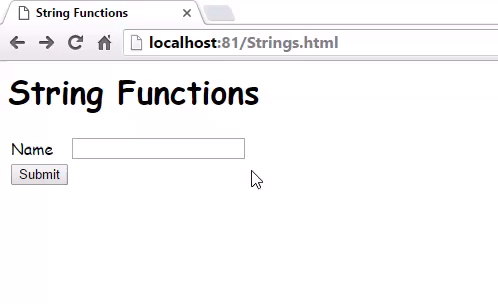 String Functions
localhost:81/Strings.html
String Functions
Name
Submit